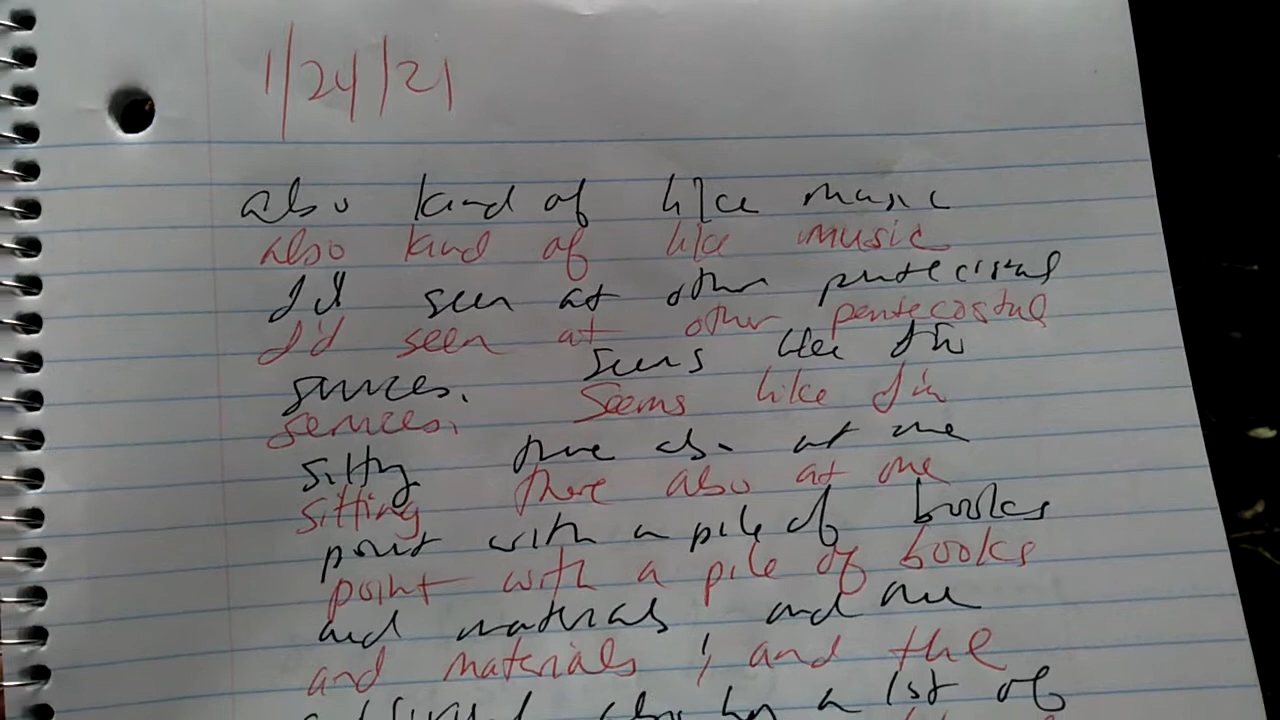 1/24/21
also kind of like music
also kind of like music
I'd seen at other pentecostal
I'd seen at other pentecostal
services. Seems like I'm
services. Seems like I'm
sitting there also at one
sitting there also at one
point with a pile of books
point with a pile of books
and materials, and the
and materials, and the
a lot of